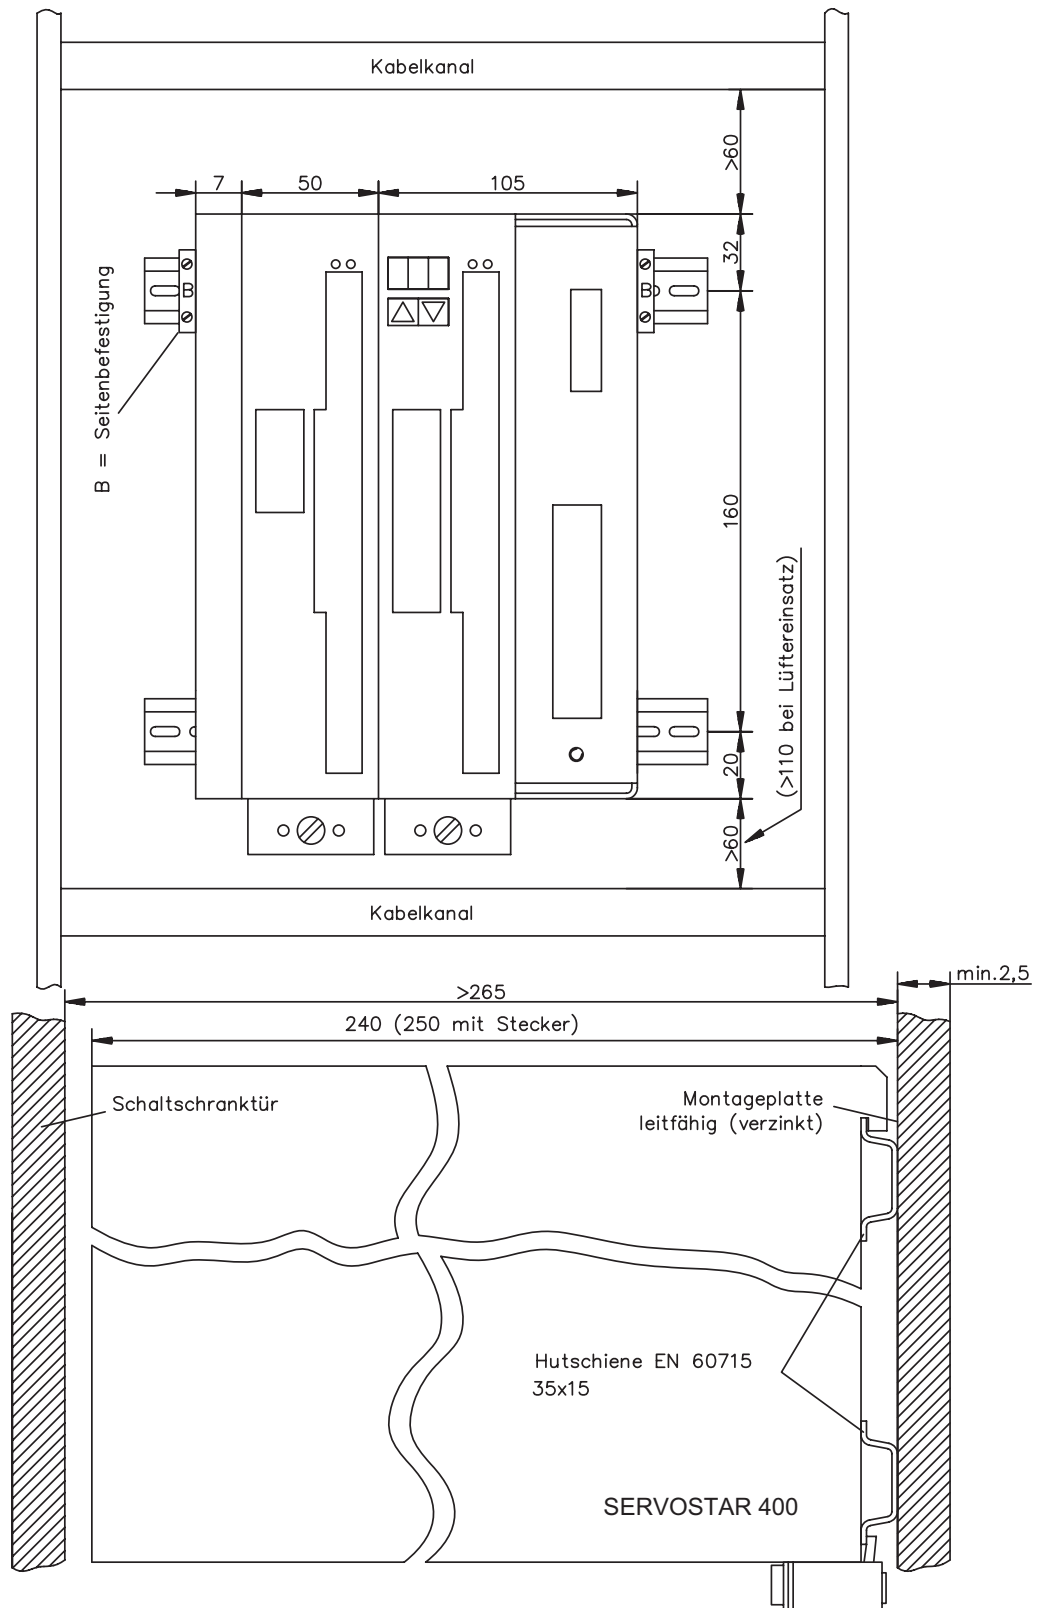 Kabelkanal
>60
7
50
105
32
B
B
B = Seitenbefestigung
160
(>110 bei Lüftereinsatz)
20
>60
Kabelkanal
min.2,5
>265
240 (250 mit Stecker)
Schaltschranktür
Montageplatte
leitfähig (verzinkt)
Hutschiene EN 60715
35x15
SERVOSTAR 400